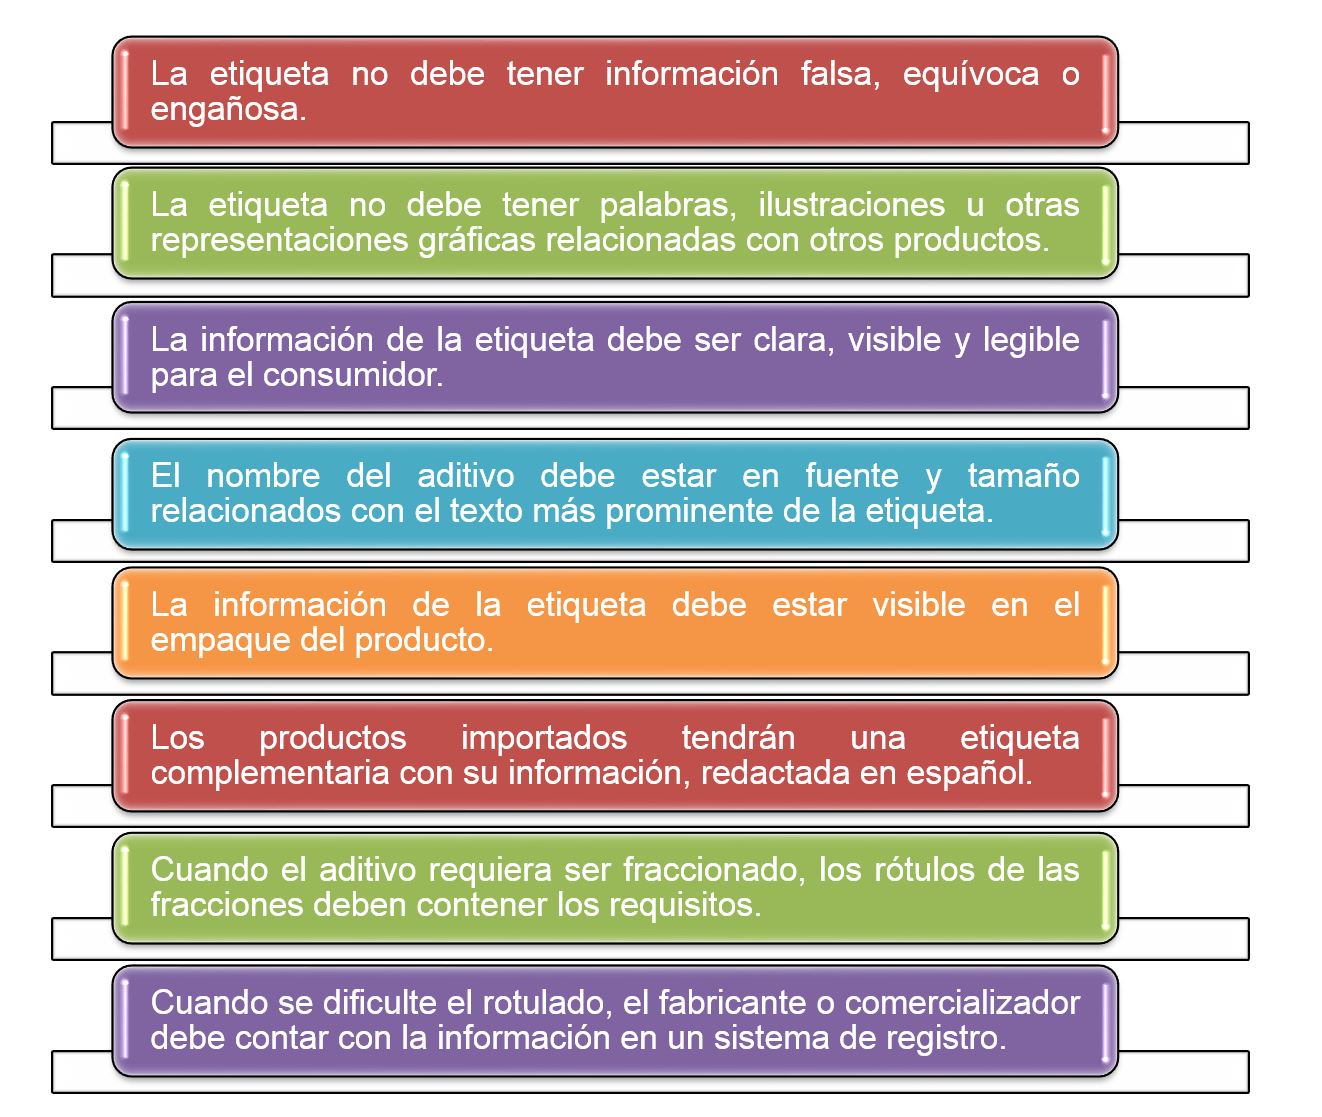 La etiqueta no debe tener información falsa, equívoca o
engañosa.
La etiqueta no debe tener palabras, ilustraciones u otras
representaciones gráficas relacionadas con otros productos.
La información de la etiqueta debe ser clara, visible y legible
para el consumidor.
El nombre del aditivo debe estar en fuente y tamaño
relacionados con el texto más prominente de la etiqueta.
La información de la etiqueta debe estar visible en el
empaque del producto.
Los productos importados tendrán una etiqueta
complementaria con su información, redactada en español.
Cuando el aditivo requiera ser fraccionado, los rótulos de las
fracciones deben contener los requisitos.
Cuando se dificulte el rotulado, el fabricante o comercializador
debe contar con la información en un sistema de registro.